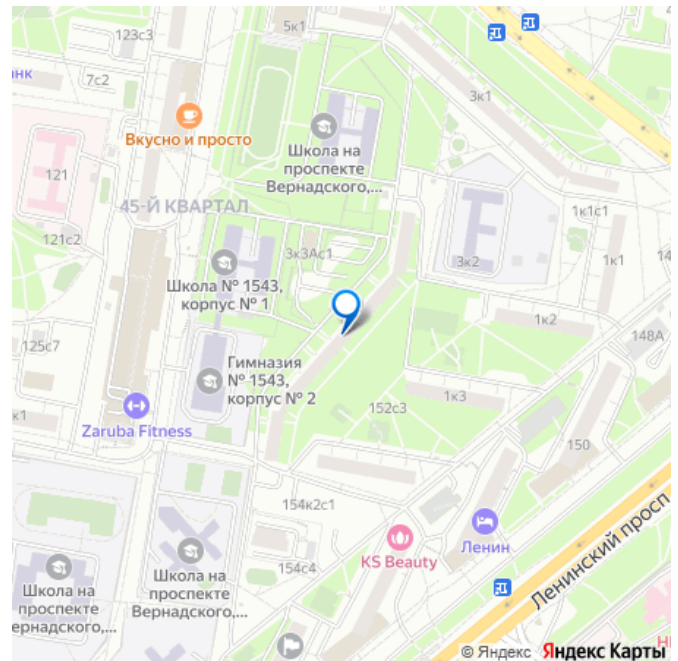 123с3
5к1
7с2
нк
3к1
Вкусно и просто
Школа на
проспекте
Вернадского,...
121
45-Й КВАРТАЛ
121с2
1к1с1
3к3Ас1
3к2
1к1
14
Школа № 1543,
корпус № 1
1к2
148А
125с7
Гимназия
№ 1543,
корпус № 2
1к3
152с3
к1
Zaruba Fitness
150
154к2с1
Ленин
Ленинский просп
KS Beauty
154с4
Школа на
проспекте
ернадского,...
Школа на
проспекте
Вернадского,...
© Яндекс Яндекс Карты